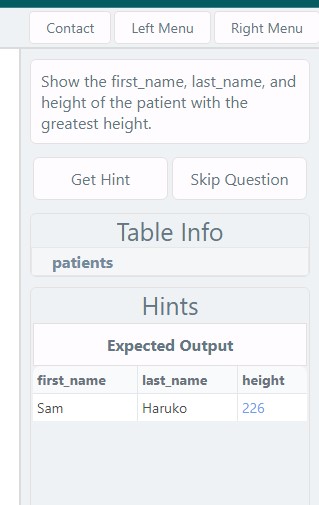 Contact Left Menu Right Menu
Show the first_name, last_name, and
height of the patient with the
greatest height.
Get Hint Skip Question
Table Info
patients
Hints
Expected Output
first_name last_name height
Sam Haruko 226